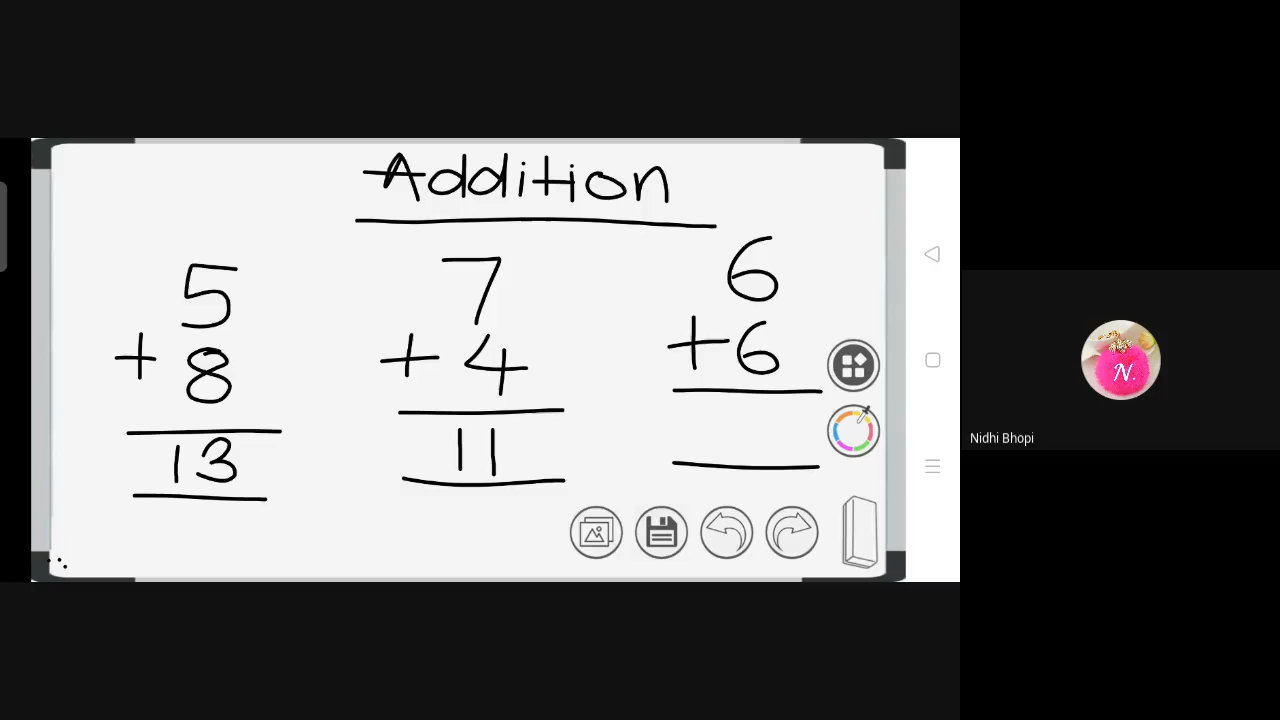 Addition
5
+ 8
13
7
+ 4
11
6
+ 6
N.
Nidhi Bhopi